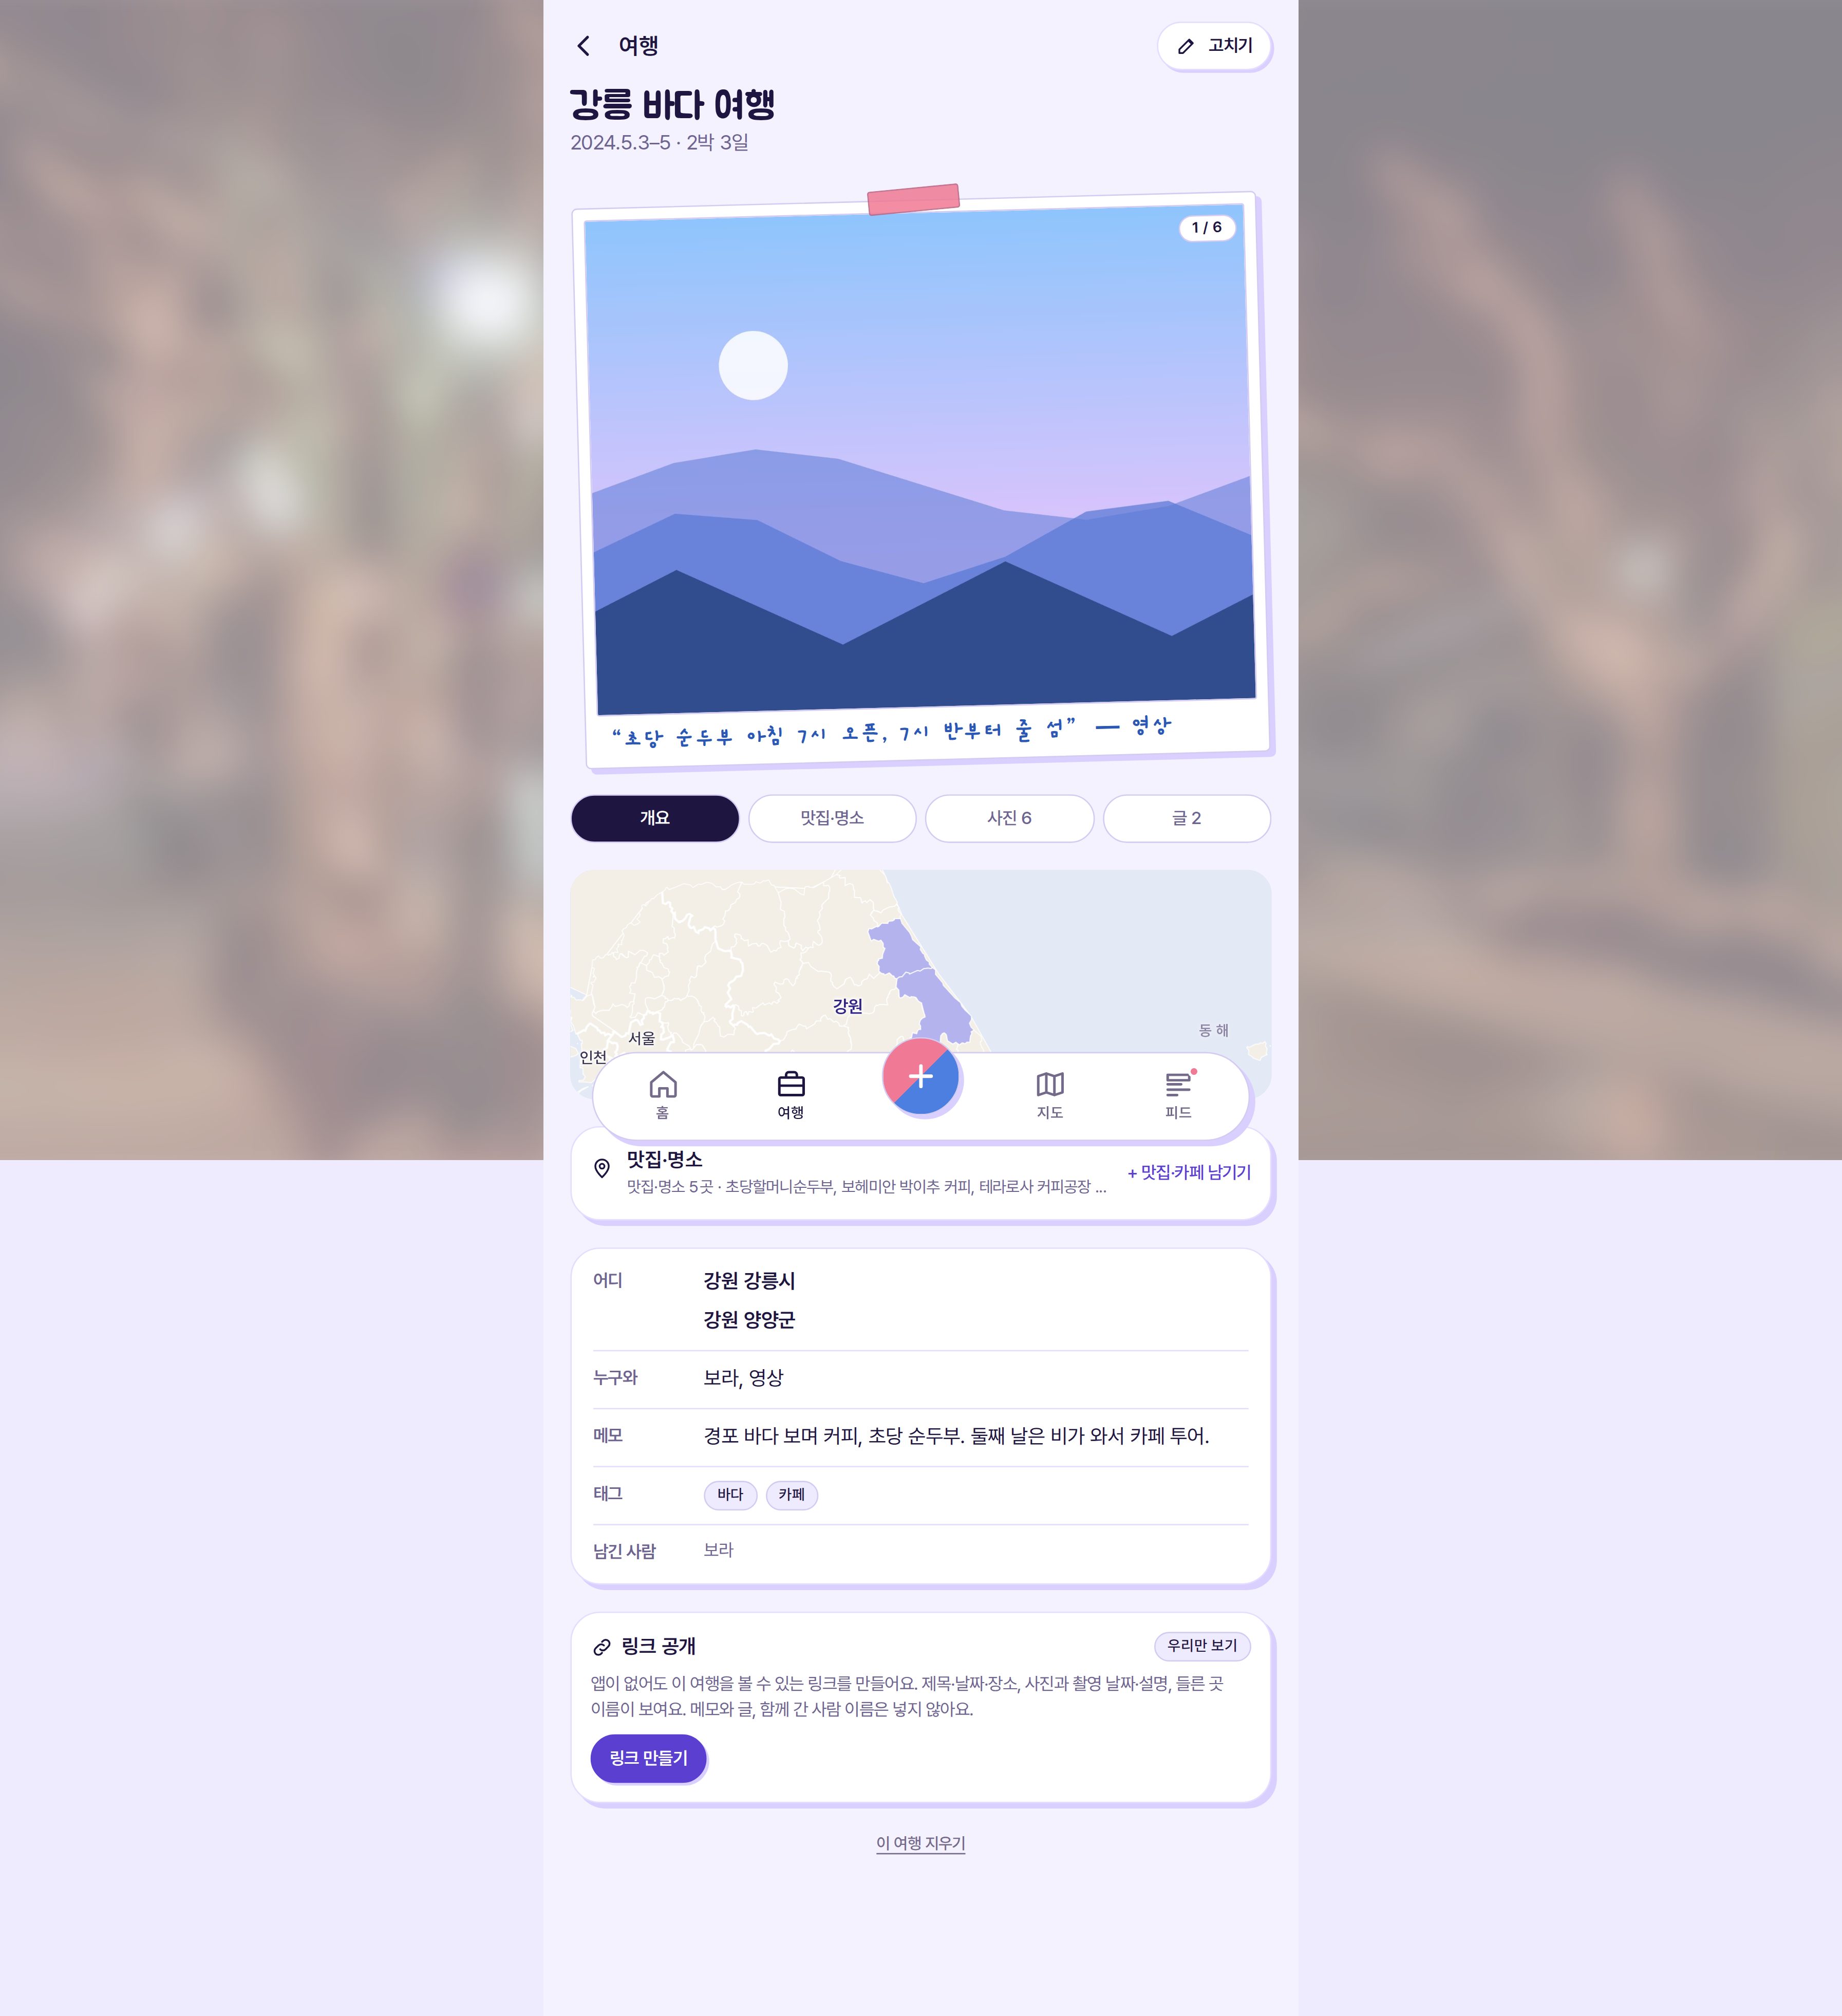 여행
고치기
강릉 바다 여행
2024.5.3–5 · 2박 3일
1 / 6
“초당 순두부 아침 7시 오픈, 7시 반부터 줄 섬” — 영상
개요
맛집·명소
사진 6
글 2
강원
서울
인천
동 해
홈
여행
지도
피드
맛집·명소
맛집·명소 5곳 · 초당할머니순두부, 보헤미안 박이추 커피, 테라로사 커피공장 ...
+ 맛집·카페 남기기
어디
강원 강릉시
강원 양양군
누구와
보라, 영상
메모
경포 바다 보며 커피, 초당 순두부. 둘째 날은 비가 와서 카페 투어.
태그
바다
카페
남긴 사람
보라
링크 공개
우리만 보기
앱이 없어도 이 여행을 볼 수 있는 링크를 만들어요. 제목·날짜·장소, 사진과 촬영 날짜·설명, 들른 곳
이름이 보여요. 메모와 글, 함께 간 사람 이름은 넣지 않아요.
링크 만들기
이 여행 지우기